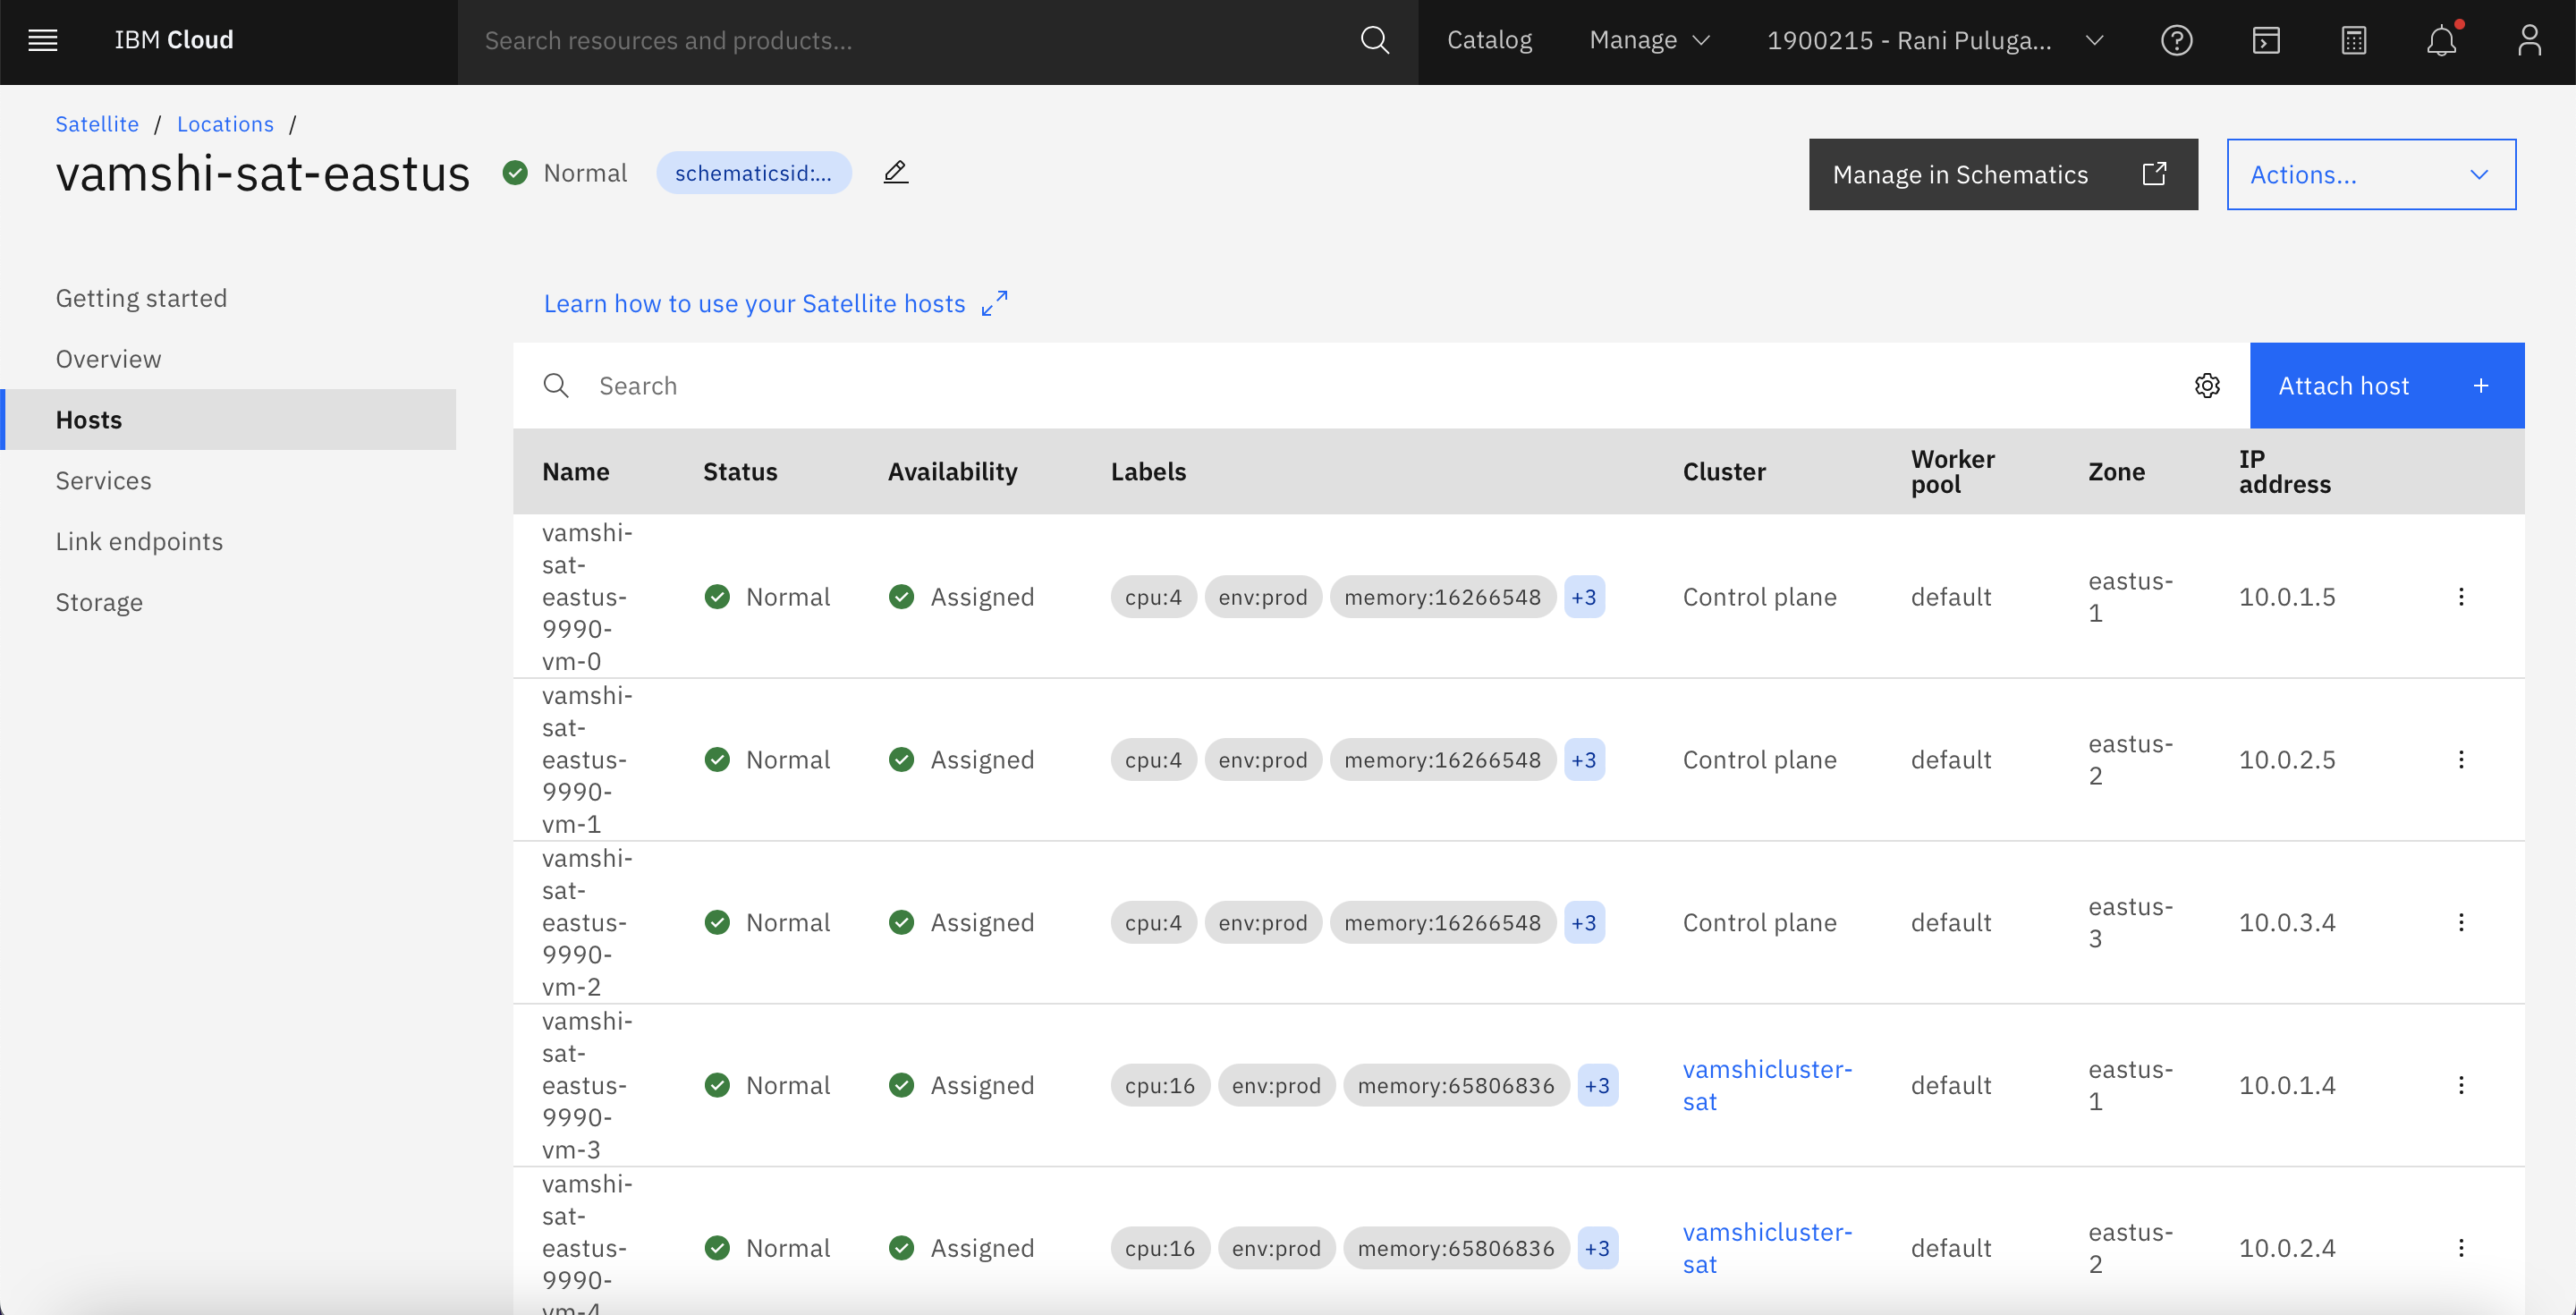 IBM Cloud
Search resources and products...
Catalog
Manage
1900215 - Rani Puluga...
Satellite / Locations /
vamshi-sat-eastus
Normal
schematicsid:...
Manage in Schematics
Actions...
Getting started
Overview
Hosts
Services
Link endpoints
Storage
Learn how to use your Satellite hosts
Search
Attach host +
Name Status Availability Labels Cluster Worker pool Zone IP address
vamshi-
sat-
eastus-
9990-
vm-0
Normal
Assigned
cpu:4 env:prod memory:16266548 +3
Control plane
default
eastus-
1
10.0.1.5
vamshi-
sat-
eastus-
9990-
vm-1
Normal
Assigned
cpu:4 env:prod memory:16266548 +3
Control plane
default
eastus-
2
10.0.2.5
vamshi-
sat-
eastus-
9990-
vm-2
Normal
Assigned
cpu:4 env:prod memory:16266548 +3
Control plane
default
eastus-
3
10.0.3.4
vamshi-
sat-
eastus-
9990-
vm-3
Normal
Assigned
cpu:16 env:prod memory:65806836 +3
vamshicluster-
sat
default
eastus-
1
10.0.1.4
vamshi-
sat-
eastus-
9990-
vm-4
Normal
Assigned
cpu:16 env:prod memory:65806836 +3
vamshicluster-
sat
default
eastus-
2
10.0.2.4